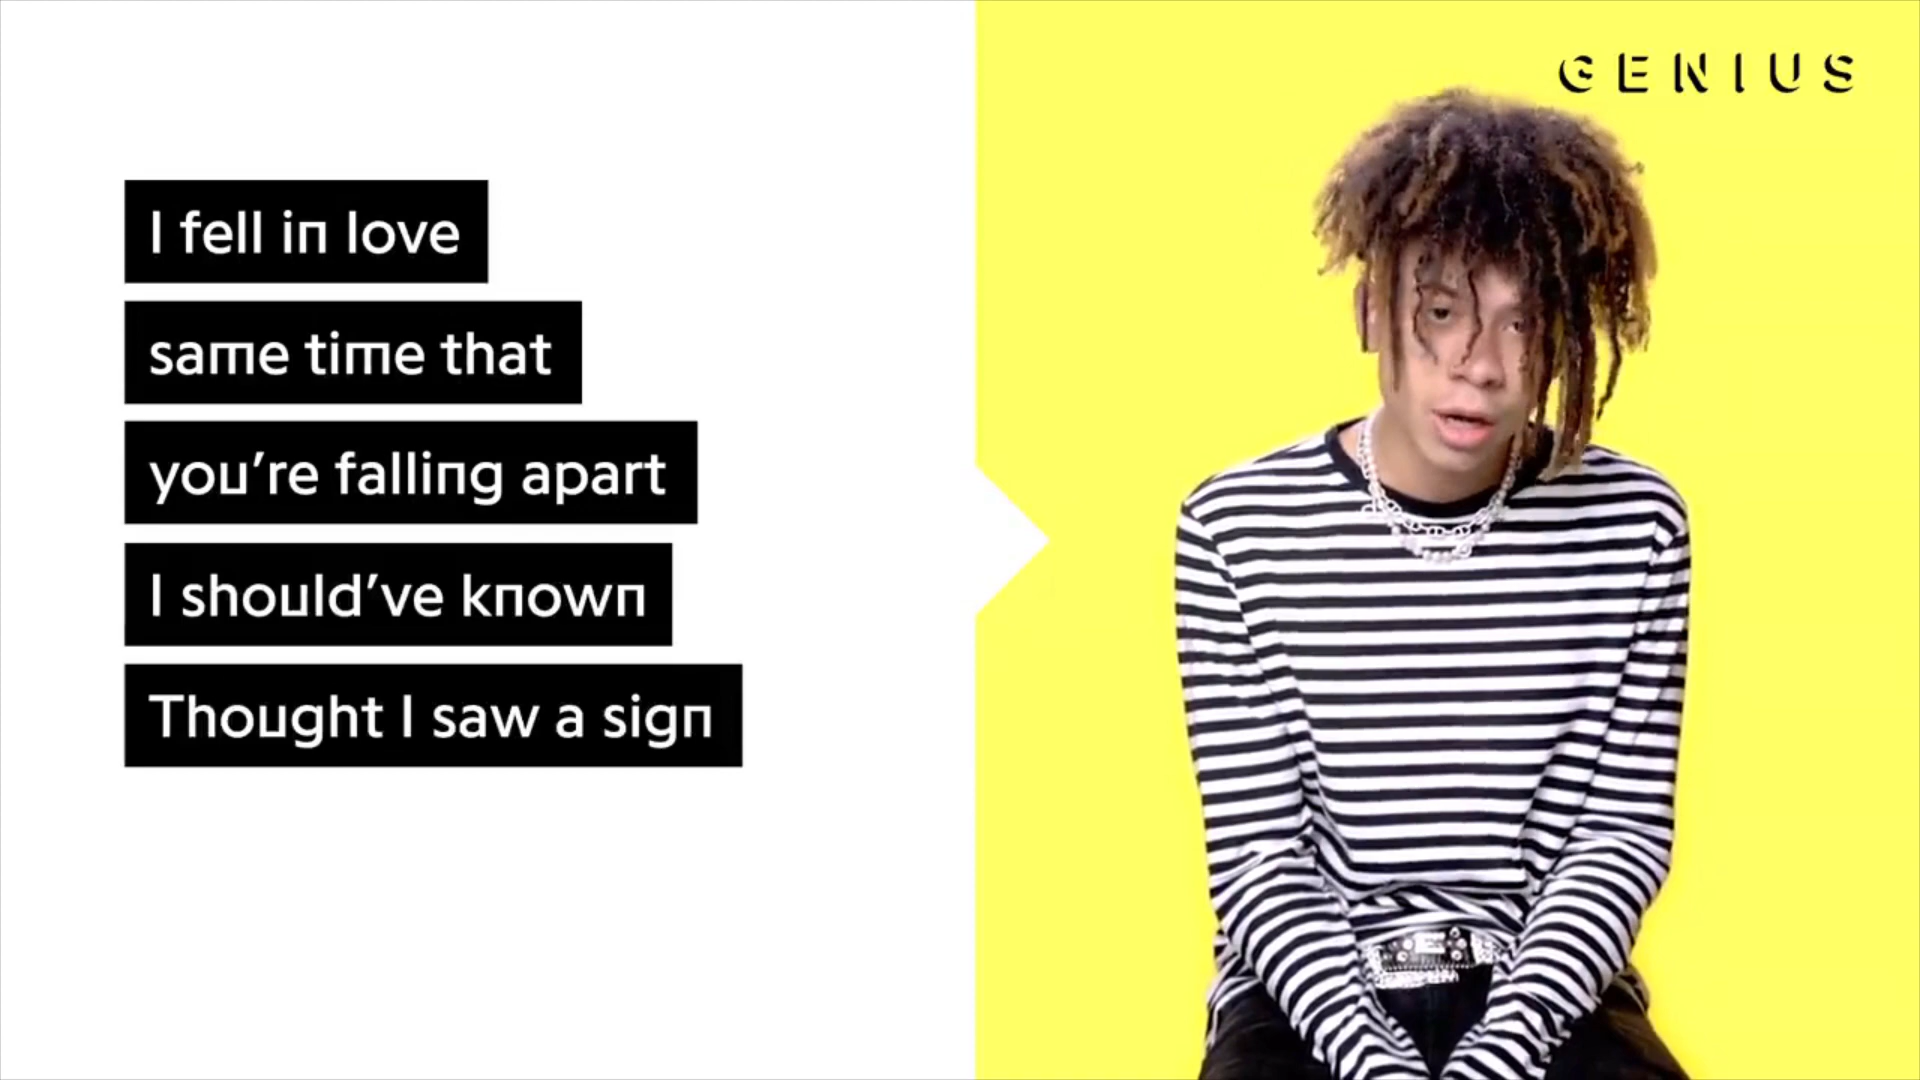 GENIUS
I fell in love
same time that
you're falling apart
I should've known
Thought I saw a sign